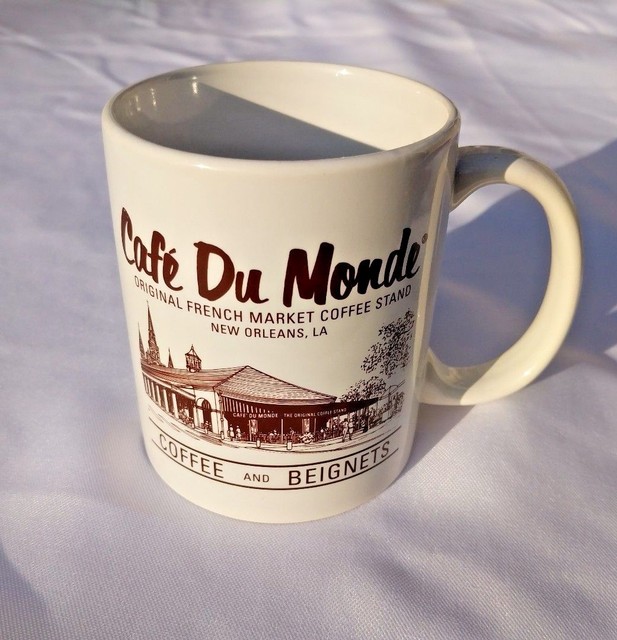 Café Du Monde®
ORIGINAL FRENCH MARKET COFFEE STAND
NEW ORLEANS, LA
CAFE DU MONDE THE ORIGINAL COFFEE STAND
COFFEE AND BEIGNETS